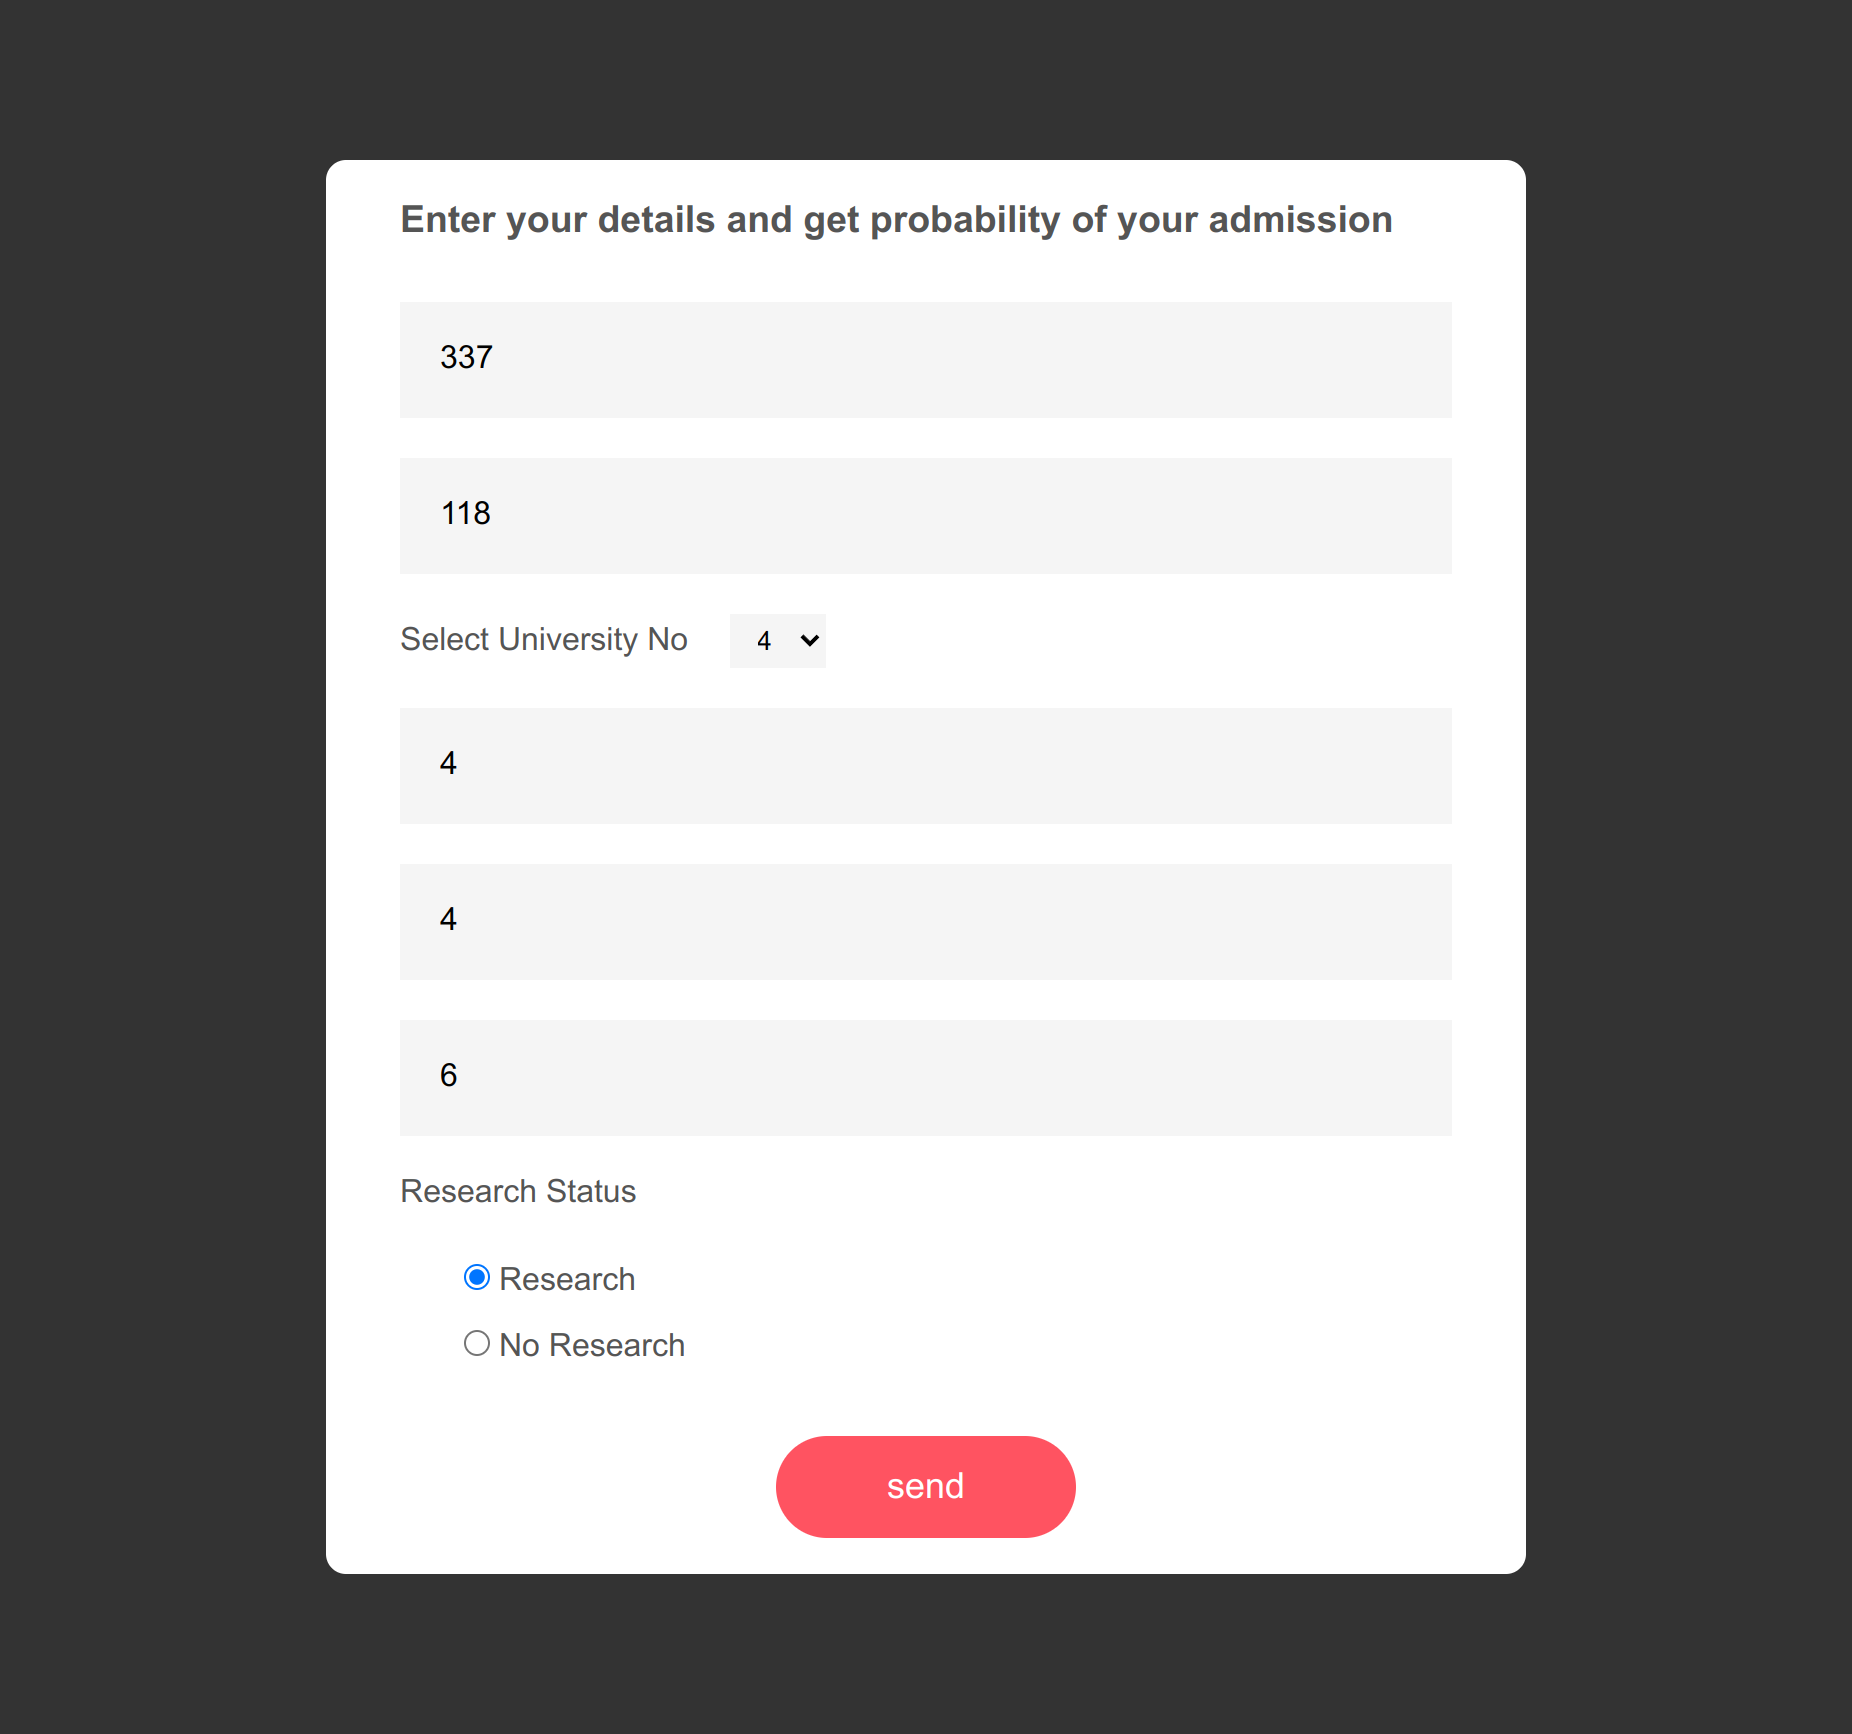 Enter your details and get probability of your admission
337
118
Select University No 4
4
4
6
Research Status
Research
No Research
send